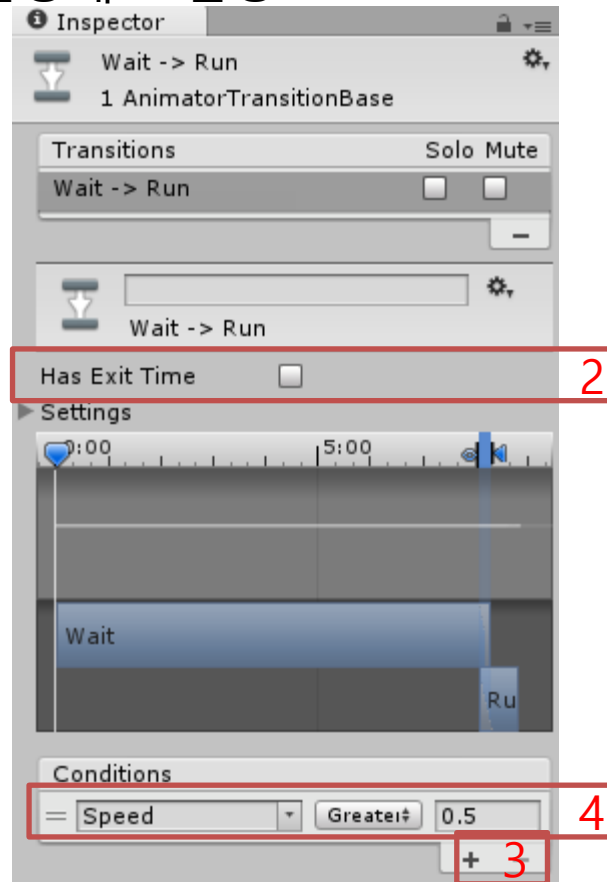 Inspector
Wait -> Run
1 AnimatorTransitionBase
Transitions Solo Mute
Wait -> Run
Wait -> Run
Has Exit Time 2
Settings
0:00 5:00
Wait
Ru
Conditions
Speed Greater 0.5 4
+ 3 -